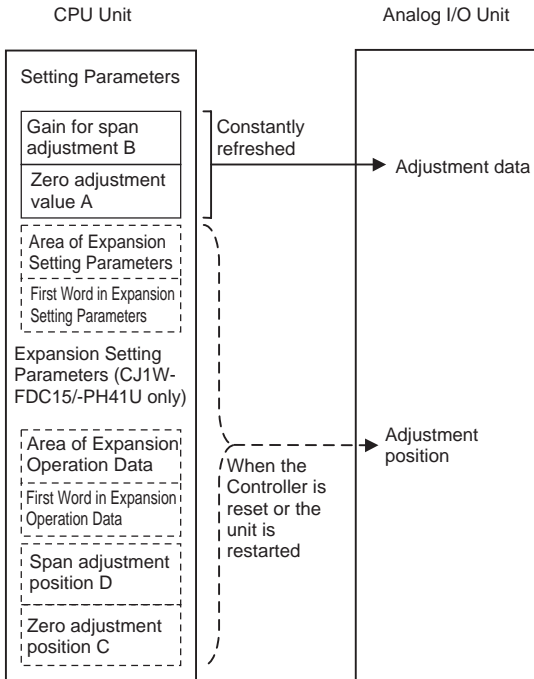 CPU Unit
Analog I/O Unit
Setting Parameters
Gain for span
adjustment B
Zero adjustment
value A
Constantly
refreshed
Adjustment data
Area of Expansion
Setting Parameters
First Word in Expansion
Setting Parameters
Expansion Setting
Parameters (CJ1W-
FDC15/-PH41U only)
Area of Expansion
Operation Data
First Word in Expansion
Operation Data
Span adjustment
position D
Zero adjustment
position C
When the
Controller is
reset or the
unit is
restarted
Adjustment
position